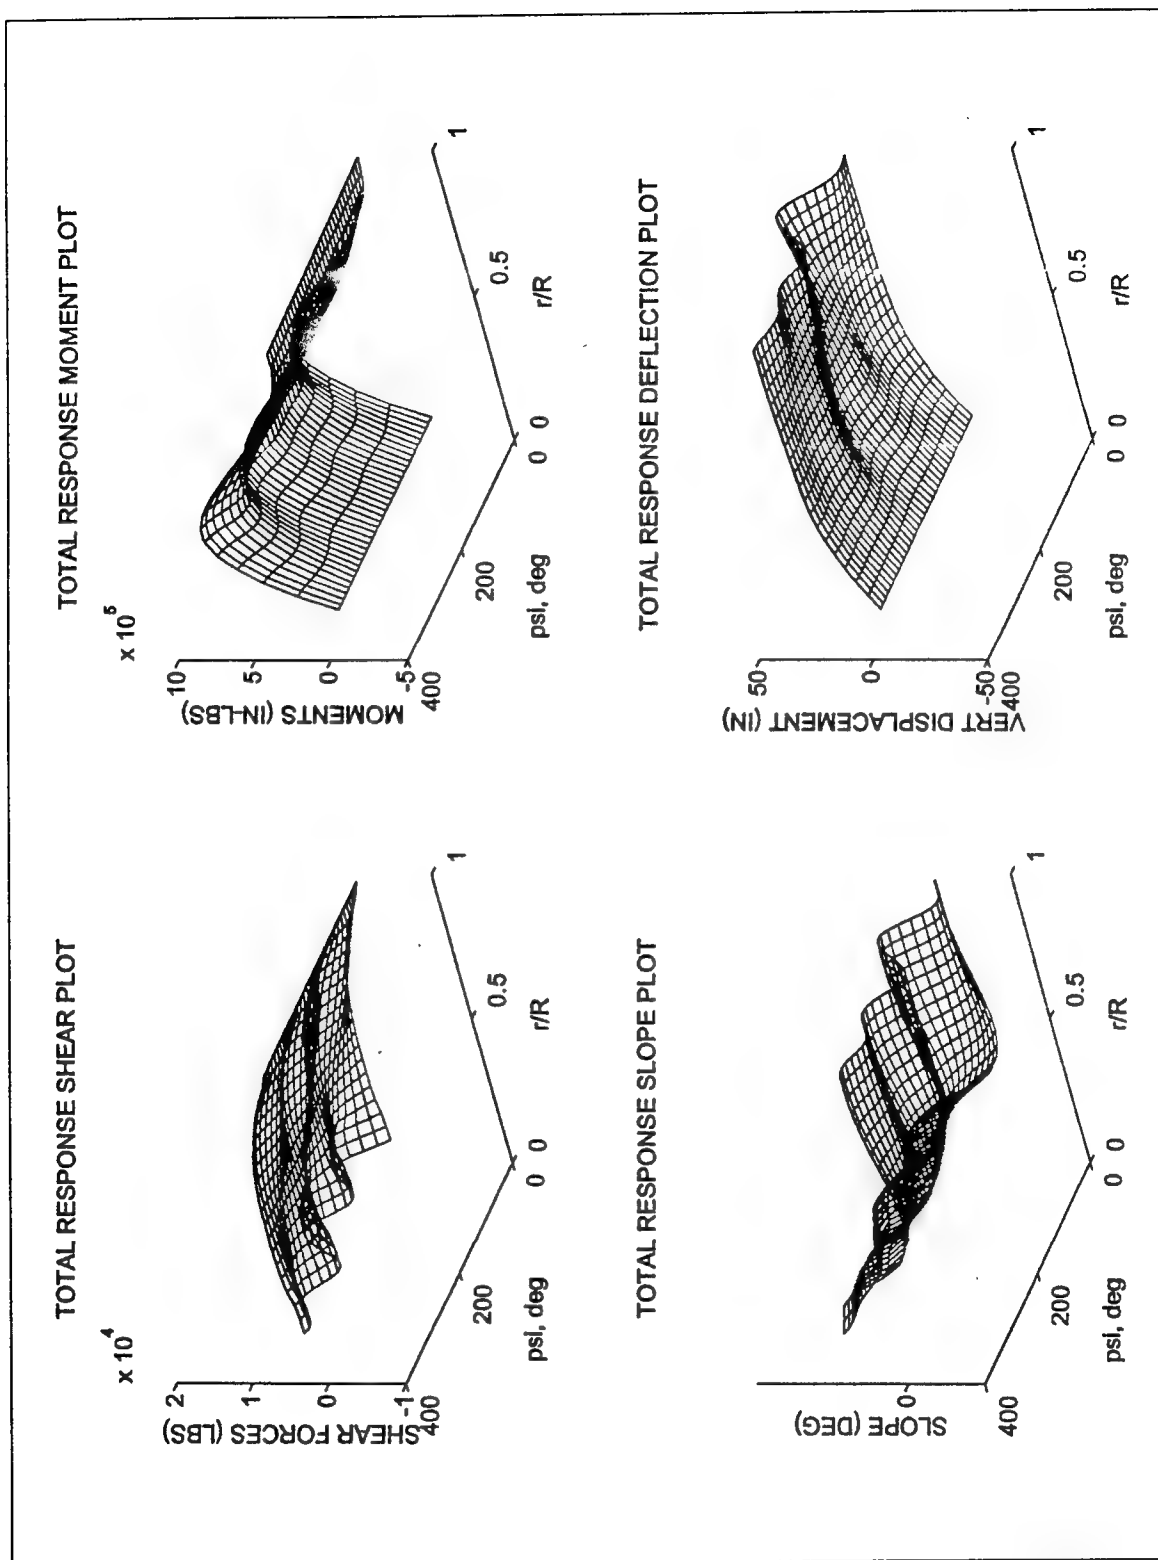 TOTAL RESPONSE SHEAR PLOT
x 10^4
2
1
0
-1
400
SHEAR FORCES (LBS)
200
psi, deg
0
0
0.5
r/R
1
TOTAL RESPONSE MOMENT PLOT
x 10^5
10
5
0
-5
400
MOMENTS (IN-LBS)
200
psi, deg
0
0
0.5
r/R
1
TOTAL RESPONSE SLOPE PLOT
0
400
SLOPE (DEG)
200
psi, deg
0
0
0.5
r/R
1
TOTAL RESPONSE DEFLECTION PLOT
50
0
-50
400
VERT DISPLACEMENT (IN)
200
psi, deg
0
0
0.5
r/R
1